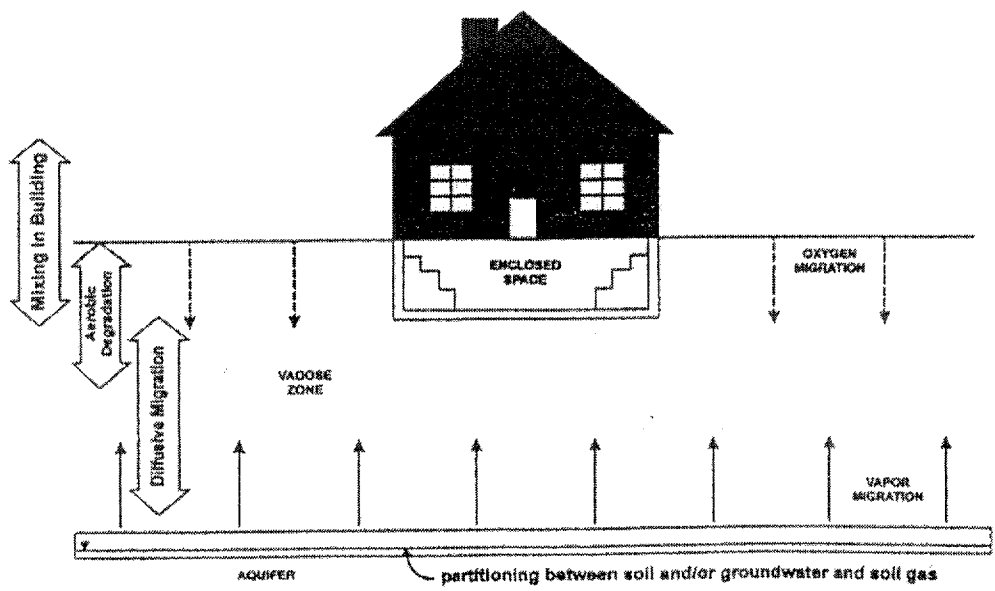 Mixing in Building
Aerobic
Degradation
Diffusive Migration
ENCLOSED
SPACE
OXYGEN
MIGRATION
VADOSE
ZONE
VAPOR
MIGRATION
AQUIFER
partitioning between soil and/or groundwater and soil gas